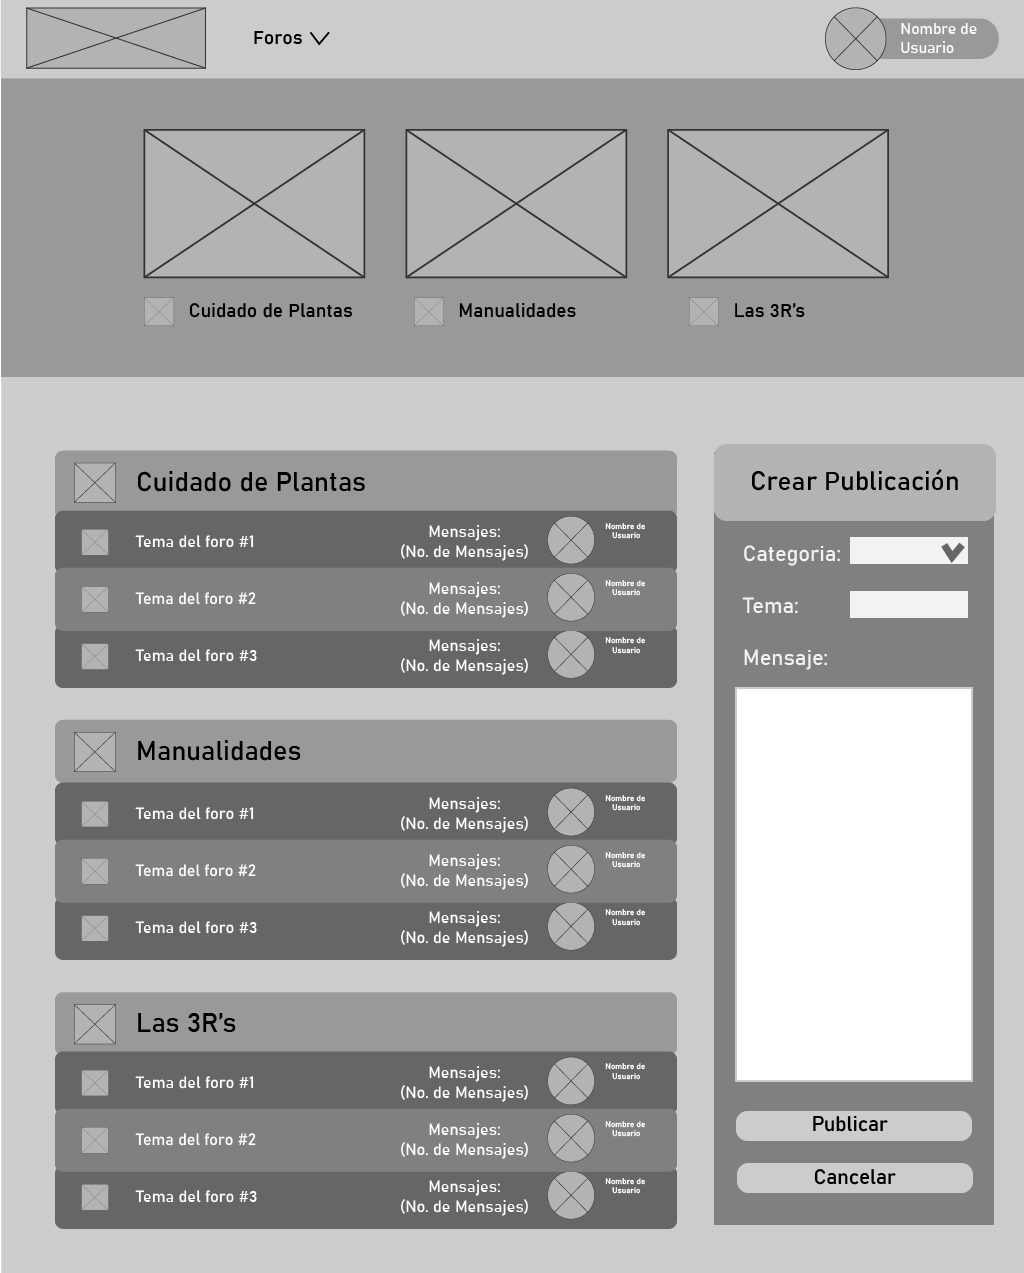 Foros
Nombre de
Usuario
Cuidado de Plantas
Manualidades
Las 3R's
Cuidado de Plantas
Tema del foro #1
Mensajes:
(No. de Mensajes)
Nombre de
Usuario
Tema del foro #2
Mensajes:
(No. de Mensajes)
Nombre de
Usuario
Tema del foro #3
Mensajes:
(No. de Mensajes)
Nombre de
Usuario
Manualidades
Tema del foro #1
Mensajes:
(No. de Mensajes)
Nombre de
Usuario
Tema del foro #2
Mensajes:
(No. de Mensajes)
Nombre de
Usuario
Tema del foro #3
Mensajes:
(No. de Mensajes)
Nombre de
Usuario
Las 3R's
Tema del foro #1
Mensajes:
(No. de Mensajes)
Nombre de
Usuario
Tema del foro #2
Mensajes:
(No. de Mensajes)
Nombre de
Usuario
Tema del foro #3
Mensajes:
(No. de Mensajes)
Nombre de
Usuario
Crear Publicación
Categoria:
Tema:
Mensaje:
Publicar
Cancelar